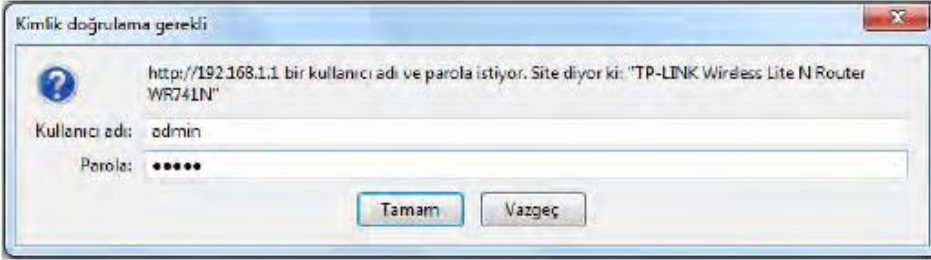 Kimlik doğrulama gerekli
http://192.168.1.1 bir kullanıcı adı ve parola istiyor. Site diyor ki: "TP-LINK Wireless Lite N Router
WR741N"
Kullanıcı adı: admin
Parola: •••••
Tamam Vazgeç